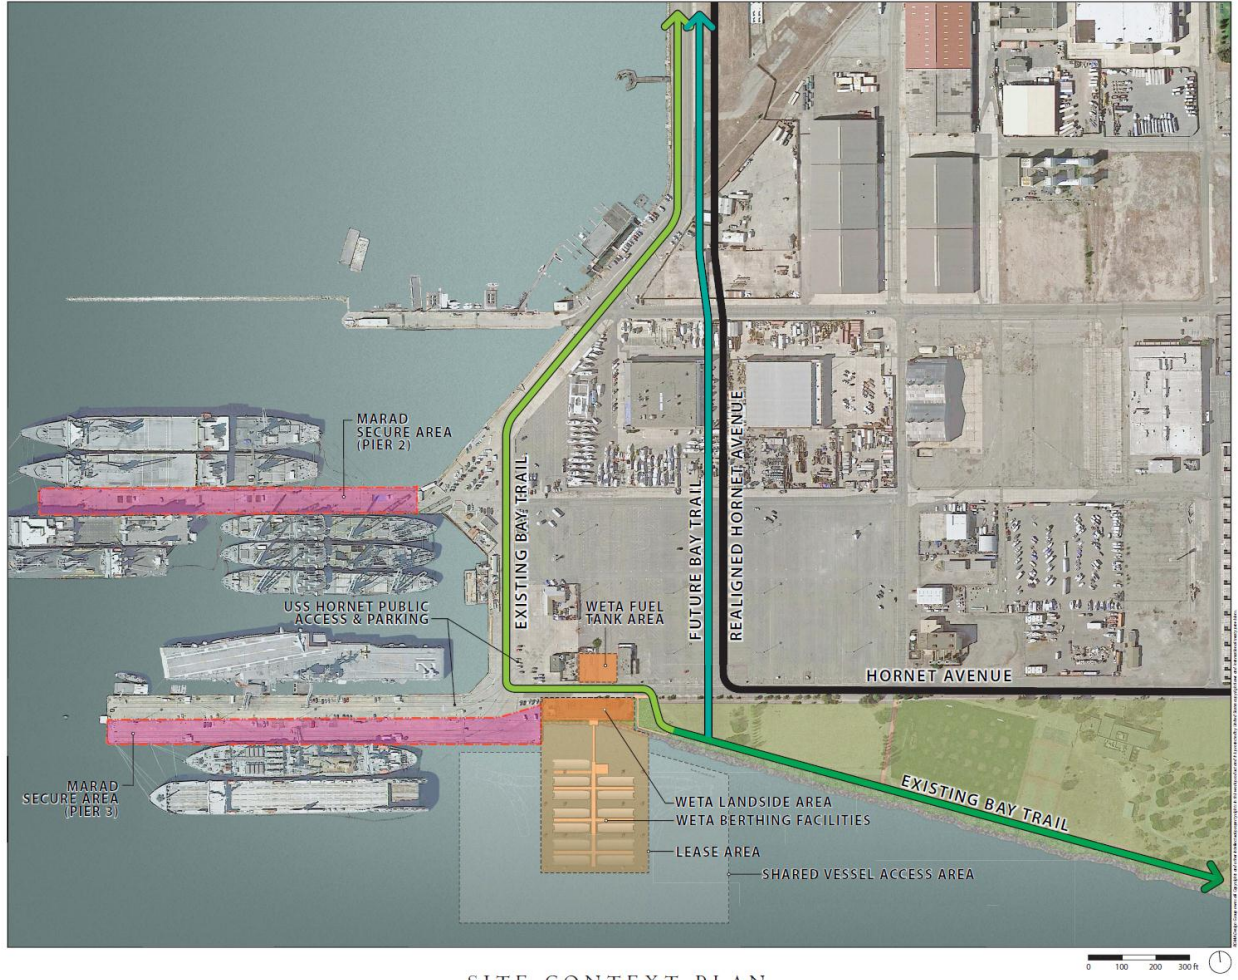 MARAD
SECURE AREA
(PIER 2)
EXISTING BAY TRAIL
FUTURE BAY TRAIL
REALIGNED HORNET AVENUE
USS HORNET PUBLIC
ACCESS & PARKING
WETA FUEL
TANK AREA
HORNET AVENUE
MARAD
SECURE AREA
(PIER 3)
EXISTING BAY TRAIL
WETA LANDSIDE AREA
WETA BERTHING FACILITIES
LEASE AREA
SHARED VESSEL ACCESS AREA
0 100 200 300 ft
SITE CONTEXT PLAN